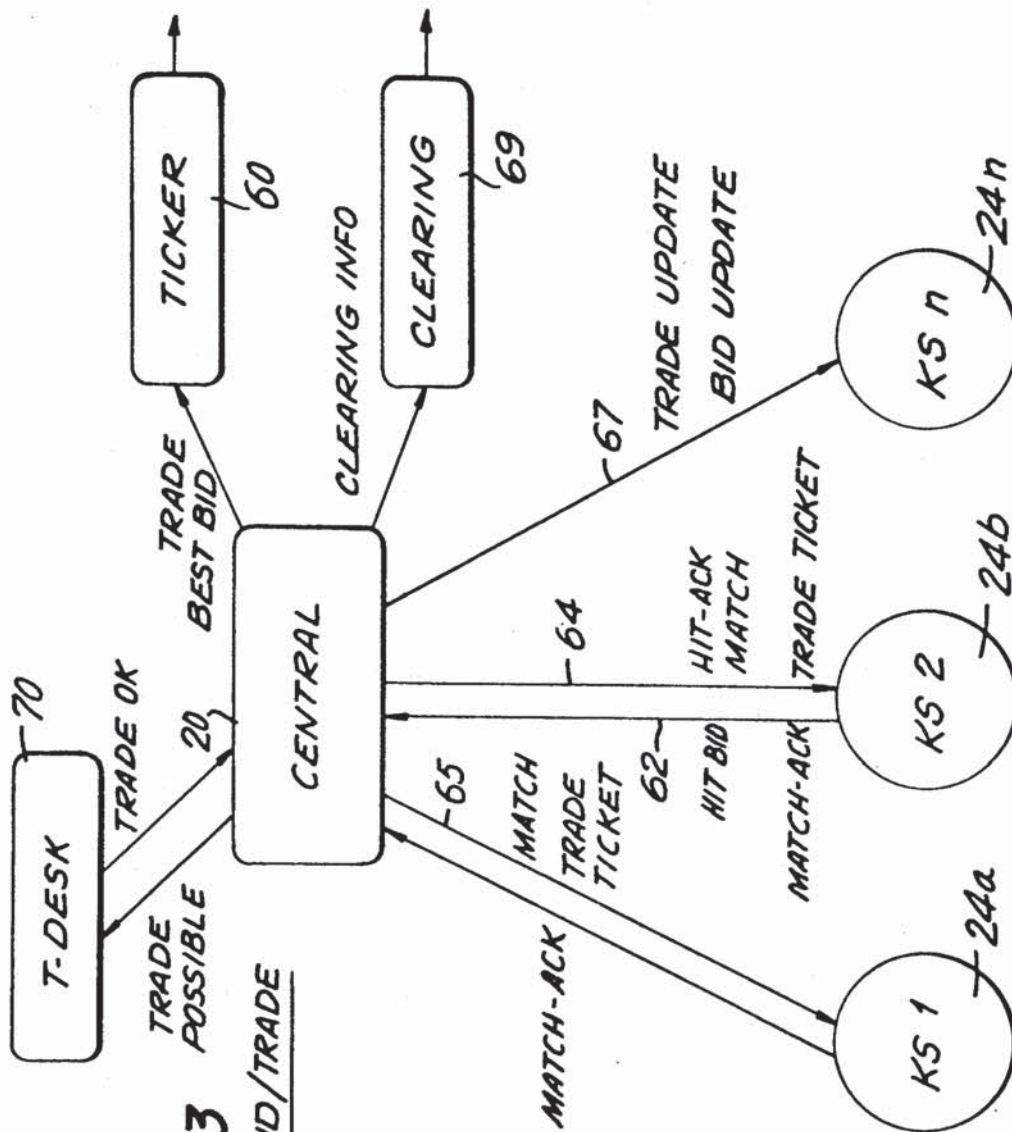 T-DESK
70
TRADE OK
TRADE
POSSIBLE
20
CENTRAL
TRADE
BEST BID
TICKER
60
CLEARING INFO
CLEARING
69
3
/TRADE
MATCH-ACK
65
MATCH
TRADE
TICKET
62
HIT BID
MATCH-ACK
64
HIT-ACK
MATCH
TRADE TICKET
67
TRADE UPDATE
BID UPDATE
KS 1
24a
KS 2
24b
KS n
24n